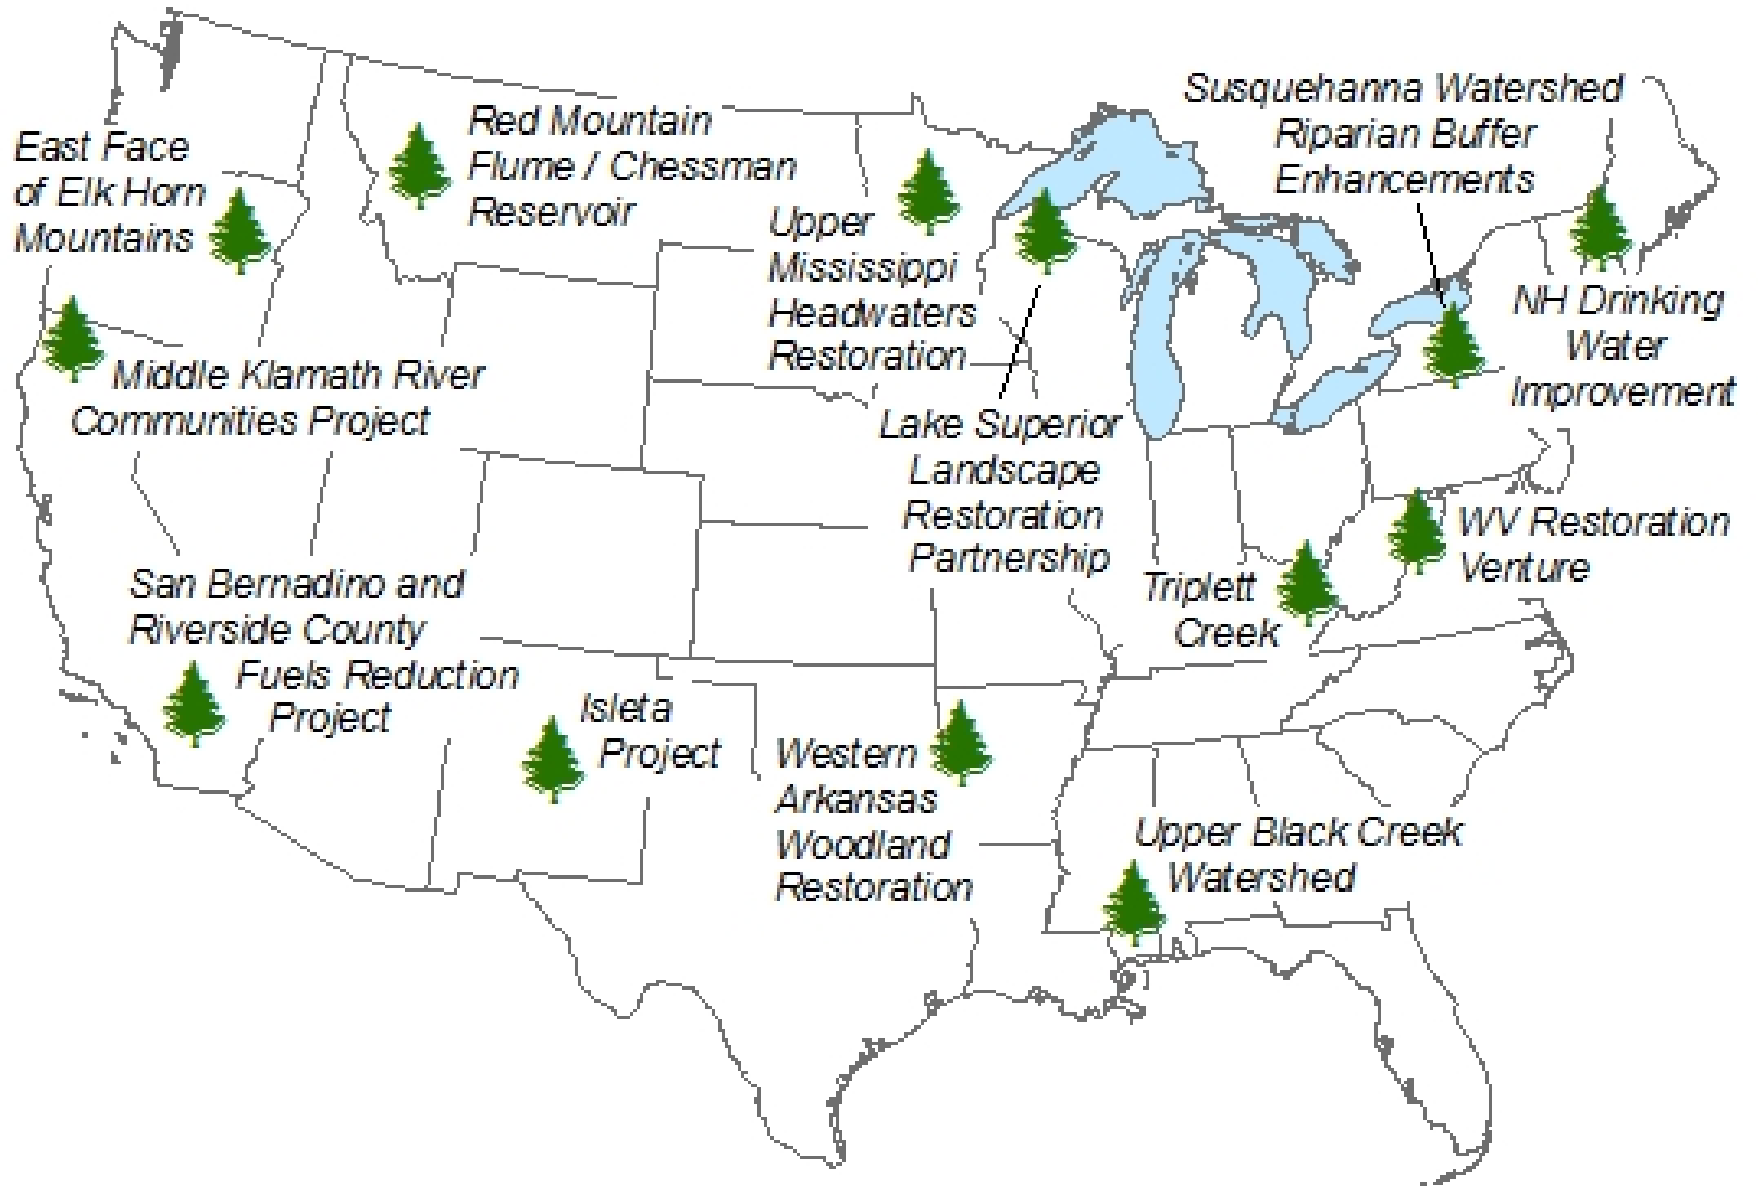 East Face
of Elk Horn
Mountains
Red Mountain
Flume / Chessman
Reservoir
Upper
Mississippi
Headwaters
Restoration
Susquehanna Watershed
Riparian Buffer
Enhancements
NH Drinking
Water
Improvement
Middle Klamath River
Communities Project
Lake Superior
Landscape
Restoration
Partnership
WV Restoration
Venture
Triplett
Creek
San Bernadino and
Riverside County
Fuels Reduction
Project
Isleta
Project
Western
Arkansas
Woodland
Restoration
Upper Black Creek
Watershed